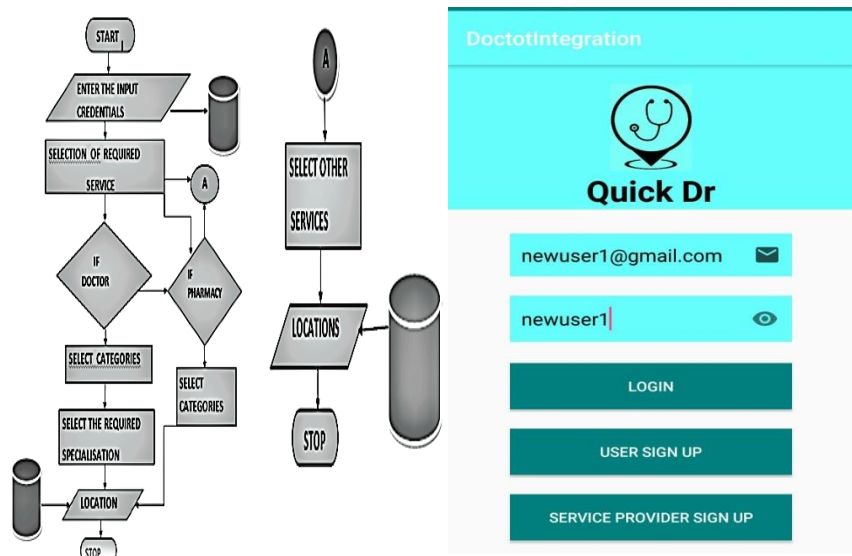 START
ENTER THE INPUT
CREDENTIALS
SELECTION OF REQUIRED
SERVICE
A
IF
DOCTOR
IF
PHARMACY
SELECT CATEGORIES
SELECT
CATEGORIES
SELECT THE REQUIRED
SPECIALISATION
LOCATION
STOP
A
SELECT OTHER
SERVICES
LOCATIONS
STOP
DoctotIntegration
Quick Dr
newuser1@gmail.com
newuser1
LOGIN
USER SIGN UP
SERVICE PROVIDER SIGN UP